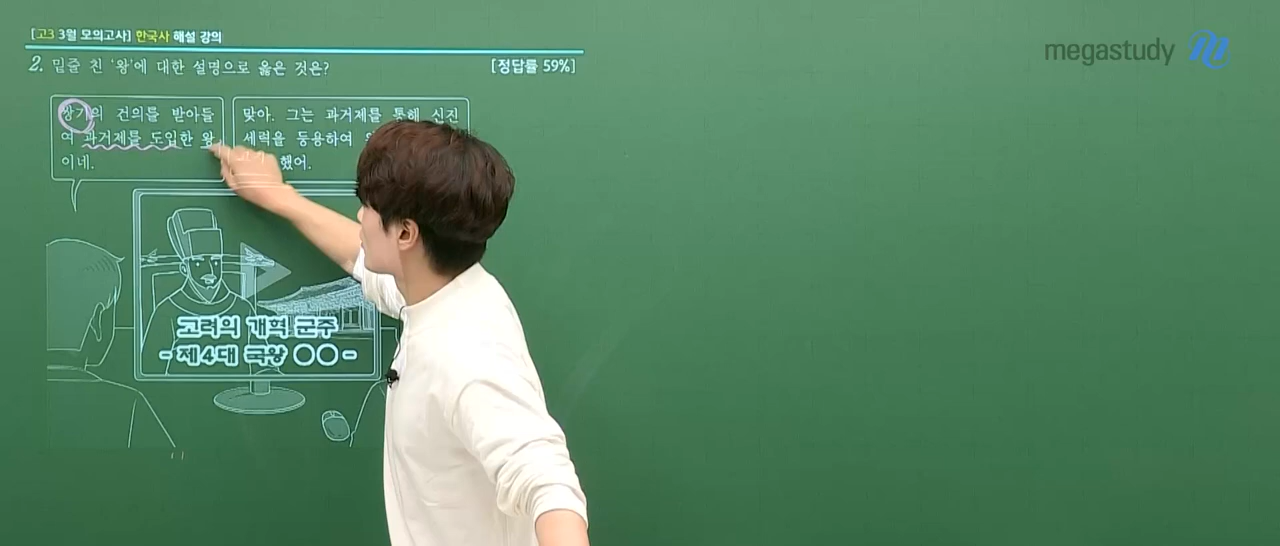 [고3 3월 모의고사] 한국사 해설 강의
megastudy
2. 밑줄 친 '왕'에 대한 설명으로 옳은 것은?
[정답률 59%]
쌍기의 건의를 받아들
여 과거제를 도입한 왕
이네.
맞아. 그는 과거제를 통해 신진
세력을 등용하여
했어.
고려의 개혁 군주
- 제4대 국왕 ○○ -